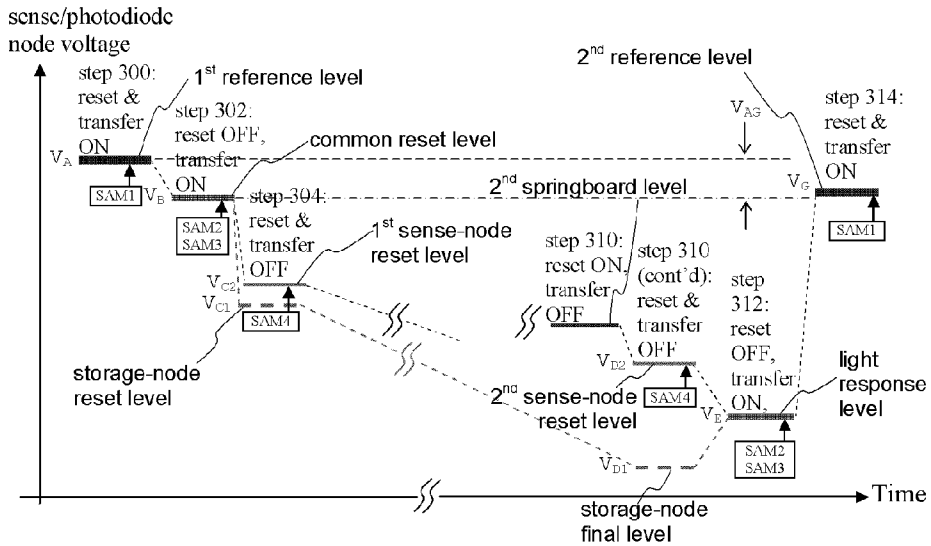 sense/photodiode
node voltage
step 300:
reset &
transfer
ON
1st reference level
step 302:
reset OFF,
transfer
ON
common reset level
2nd reference level
step 314:
reset &
transfer
ON
VA
VB
VAG
VG
SAM1
SAM2
SAM3
2nd springboard level
SAM1
step 304:
reset &
transfer
OFF
1st sense-node
reset level
VC2
VC1
SAM4
storage-node
reset level
step 310:
reset ON,
transfer
OFF
step 310
(cont'd):
reset &
transfer
OFF
step
312:
reset
OFF,
transfer
ON,
VD2
2nd sense-node
reset level
SAM4
VE
light
response
level
SAM2
SAM3
VD1
storage-node
final level
Time